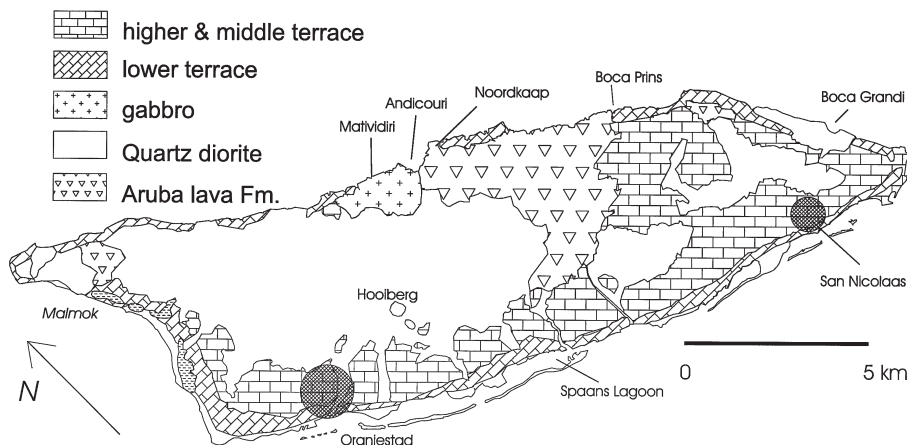 higher & middle terrace
lower terrace
gabbro
Quartz diorite
Aruba lava Fm.
Matividiri
Andicouri
Noordkaap
Boca Prins
Boca Grandi
San Nicolaas
Malmok
Hooiberg
Spaans Lagoon
Oranjestad
N
0
5 km